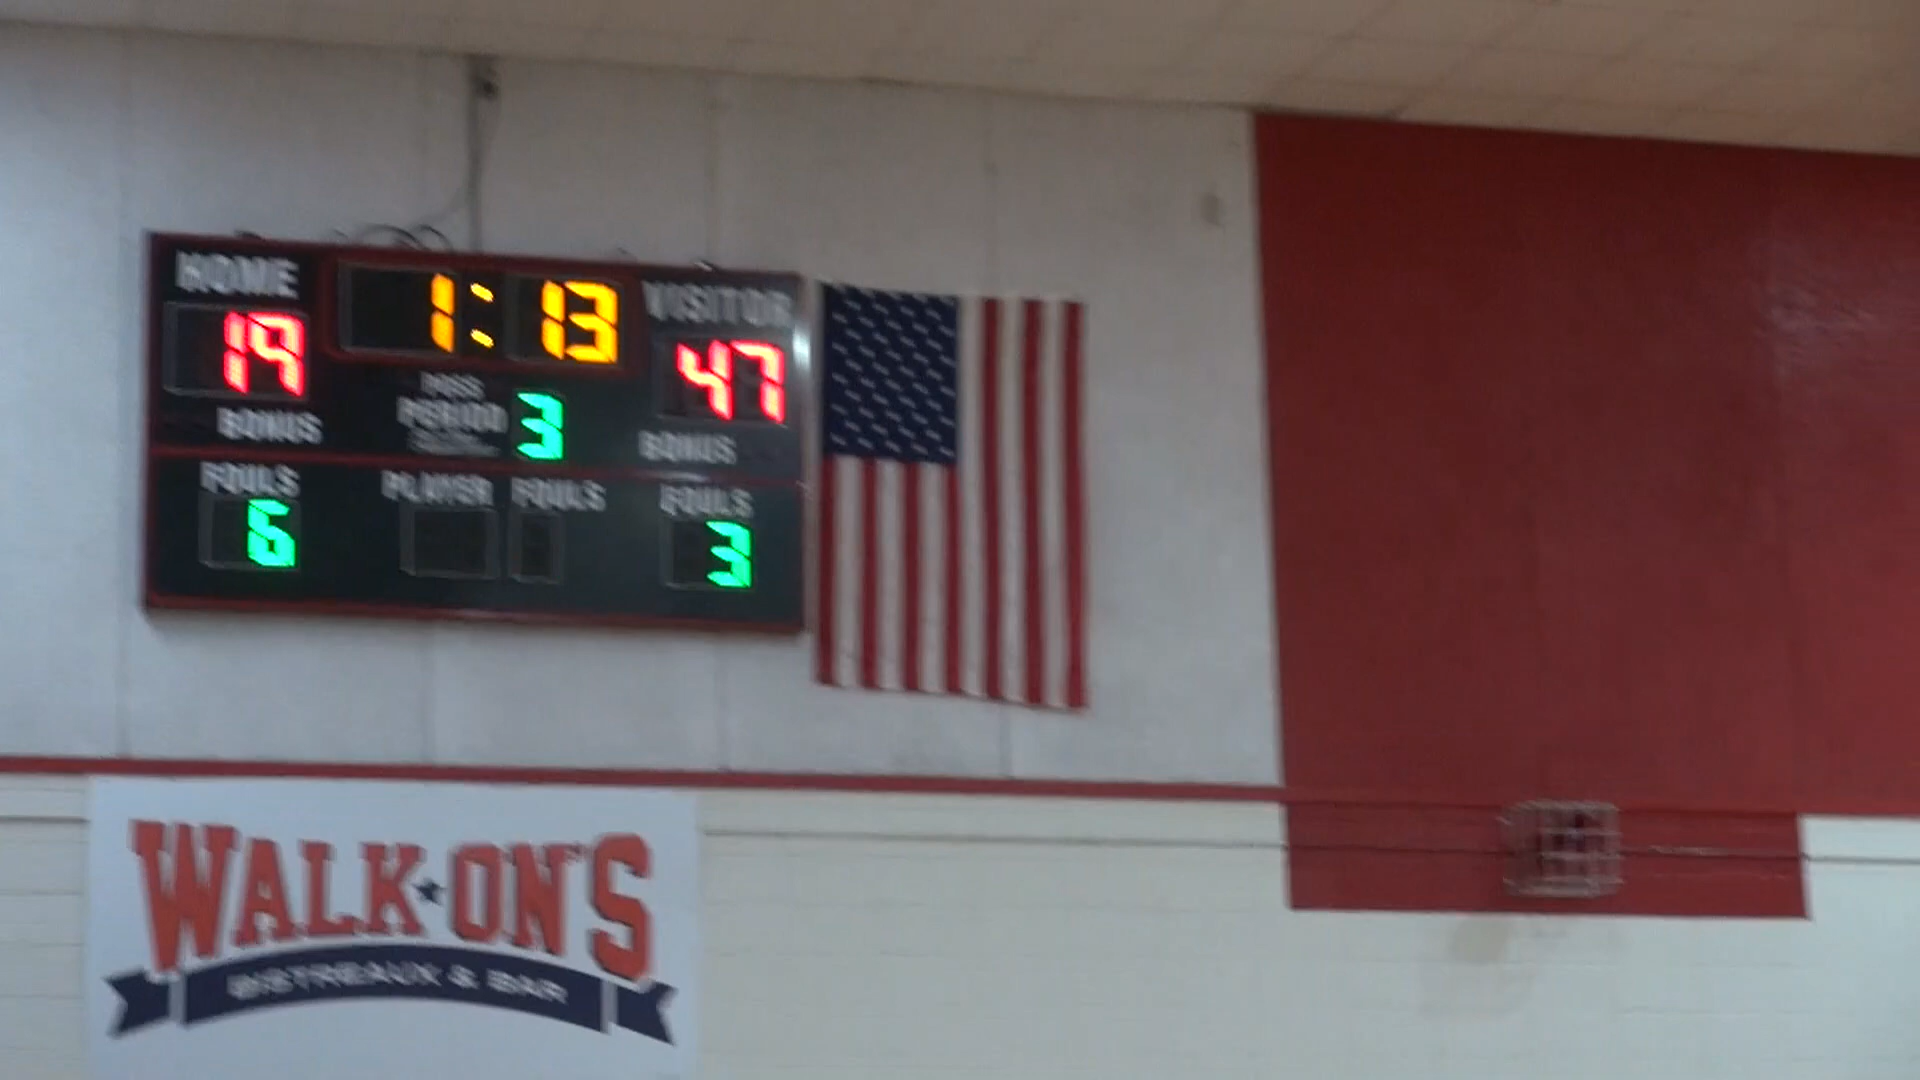 HOME 1:13 VISITOR
19 47
BONUS PERIOD 3 BONUS
FOULS PLAYER FOULS FOULS
6 3
WALK-ON'S
BISTREAUX & BAR